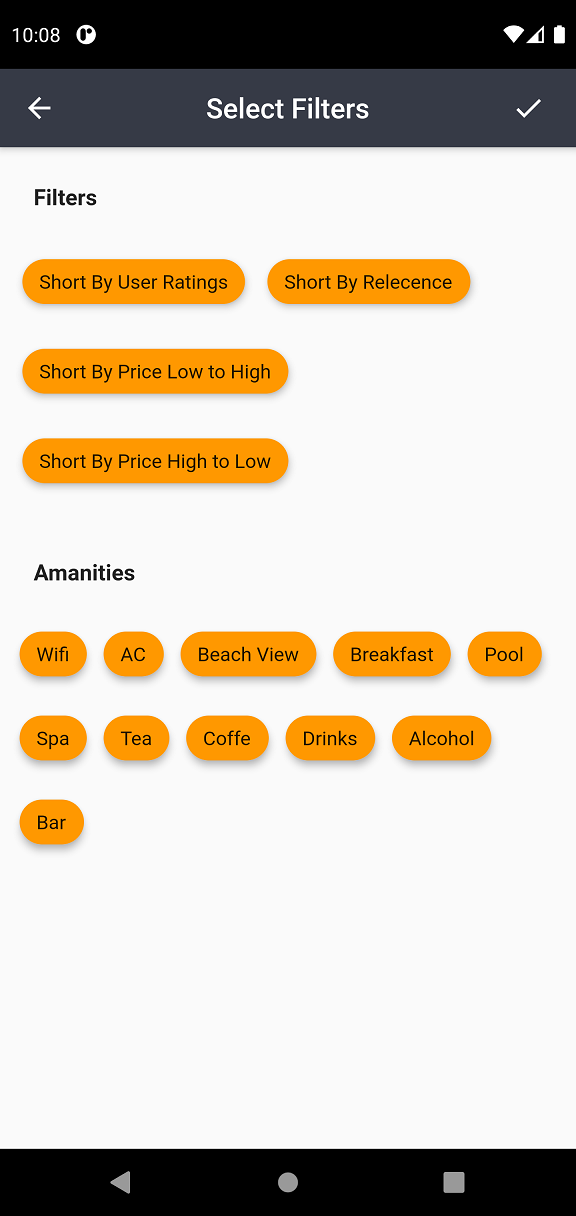 10:08
Select Filters
Filters
Short By User Ratings Short By Relecence
Short By Price Low to High
Short By Price High to Low
Amanities
Wifi AC Beach View Breakfast Pool
Spa Tea Coffe Drinks Alcohol
Bar